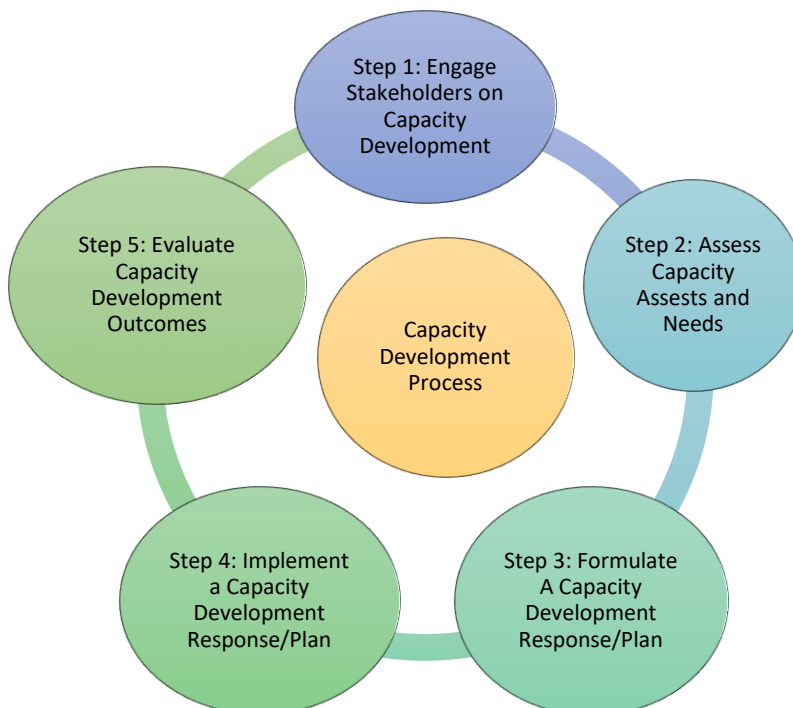 Step 1: Engage
Stakeholders on
Capacity
Development
Step 2: Assess
Capacity
Assests and
Needs
Step 3: Formulate
A Capacity
Development
Response/Plan
Step 4: Implement
a Capacity
Development
Response/Plan
Step 5: Evaluate
Capacity
Development
Outcomes
Capacity
Development
Process